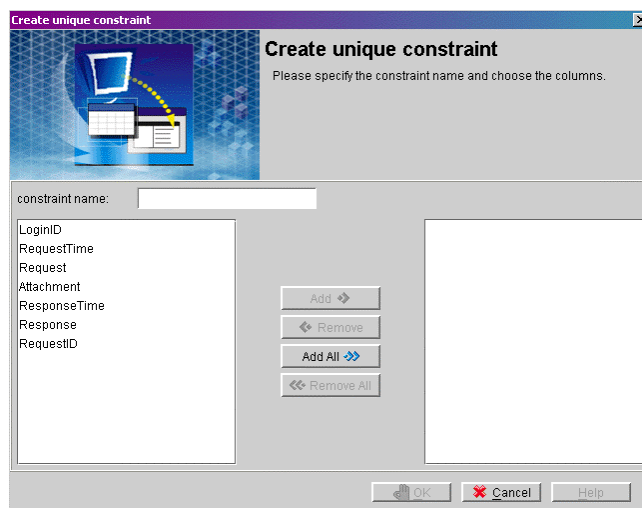 Create unique constraint
Create unique constraint
Please specify the constraint name and choose the columns.
constraint name:
LoginID
RequestTime
Request
Attachment
ResponseTime
Response
RequestID
Add
Remove
Add All
Remove All
OK
Cancel
Help